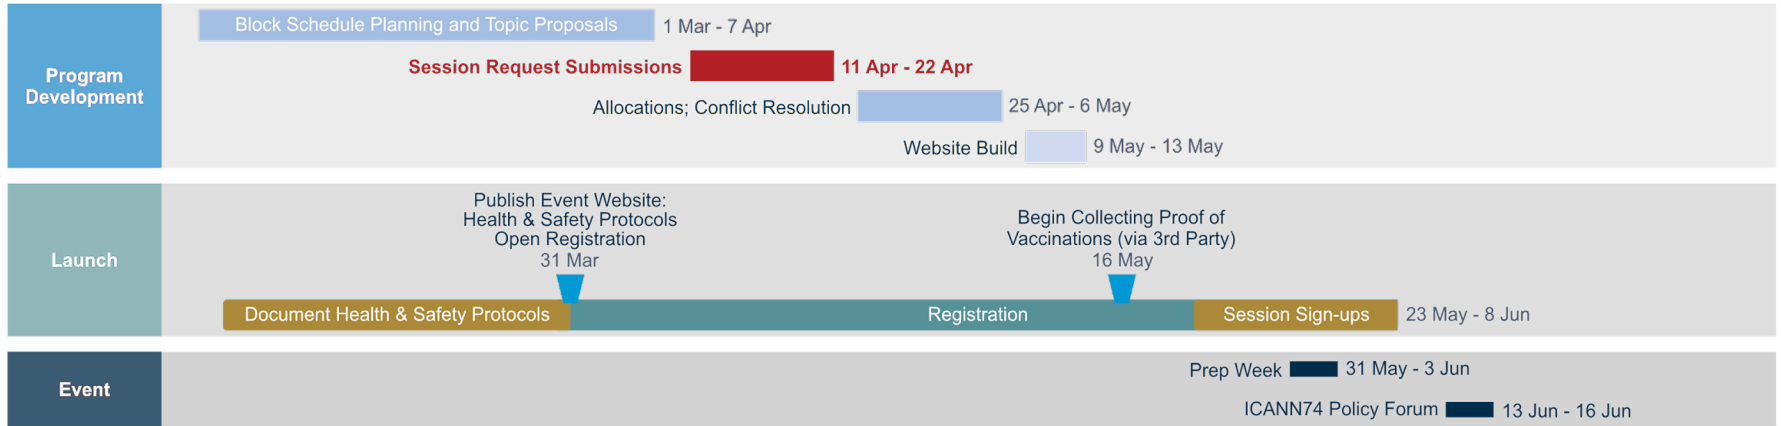 Program
Development
Block Schedule Planning and Topic Proposals 1 Mar - 7 Apr
Session Request Submissions 11 Apr - 22 Apr
Allocations; Conflict Resolution 25 Apr - 6 May
Website Build 9 May - 13 May
Launch
Publish Event Website:
Health & Safety Protocols
Open Registration
31 Mar
Begin Collecting Proof of
Vaccinations (via 3rd Party)
16 May
Document Health & Safety Protocols Registration Session Sign-ups 23 May - 8 Jun
Event
Prep Week 31 May - 3 Jun
ICANN74 Policy Forum 13 Jun - 16 Jun